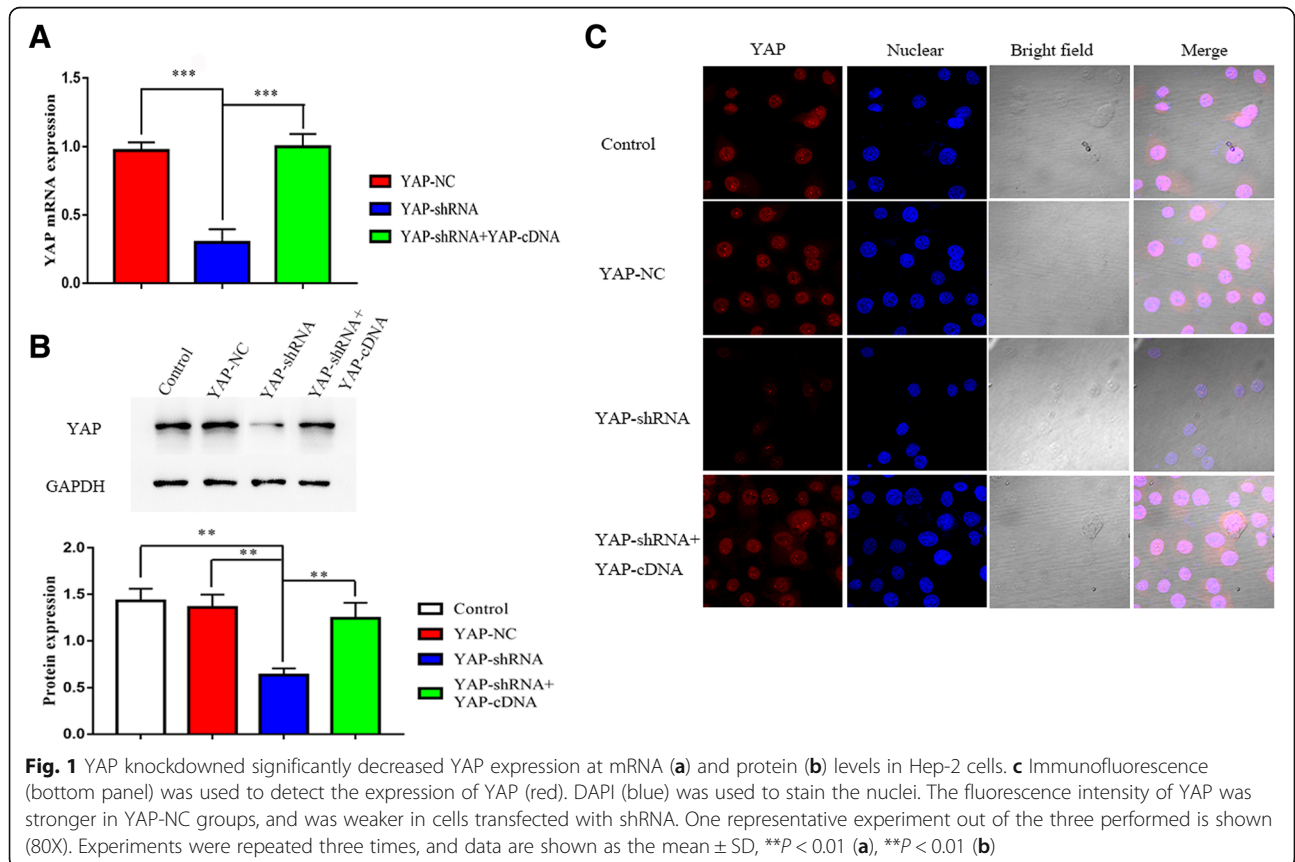 A
YAP mRNA expression
1.5
1.0
0.5
0.0
***
***
YAP-NC
YAP-shRNA
YAP-shRNA+YAP-cDNA
B
Control
YAP-NC
YAP-shRNA
YAP-shRNA+
YAP-cDNA
YAP
GAPDH
Protein expression
2.0
1.5
1.0
0.5
0.0
**
**
**
Control
YAP-NC
YAP-shRNA
YAP-shRNA+
YAP-cDNA
C
YAP Nuclear Bright field Merge
Control
YAP-NC
YAP-shRNA
YAP-shRNA+
YAP-cDNA
Fig. 1 YAP knockdowned significantly decreased YAP expression at mRNA (a) and protein (b) levels in Hep-2 cells. c Immunofluorescence
(bottom panel) was used to detect the expression of YAP (red). DAPI (blue) was used to stain the nuclei. The fluorescence intensity of YAP was
stronger in YAP-NC groups, and was weaker in cells transfected with shRNA. One representative experiment out of the three performed is shown
(80X). Experiments were repeated three times, and data are shown as the mean ± SD, **P < 0.01 (a), **P < 0.01 (b)